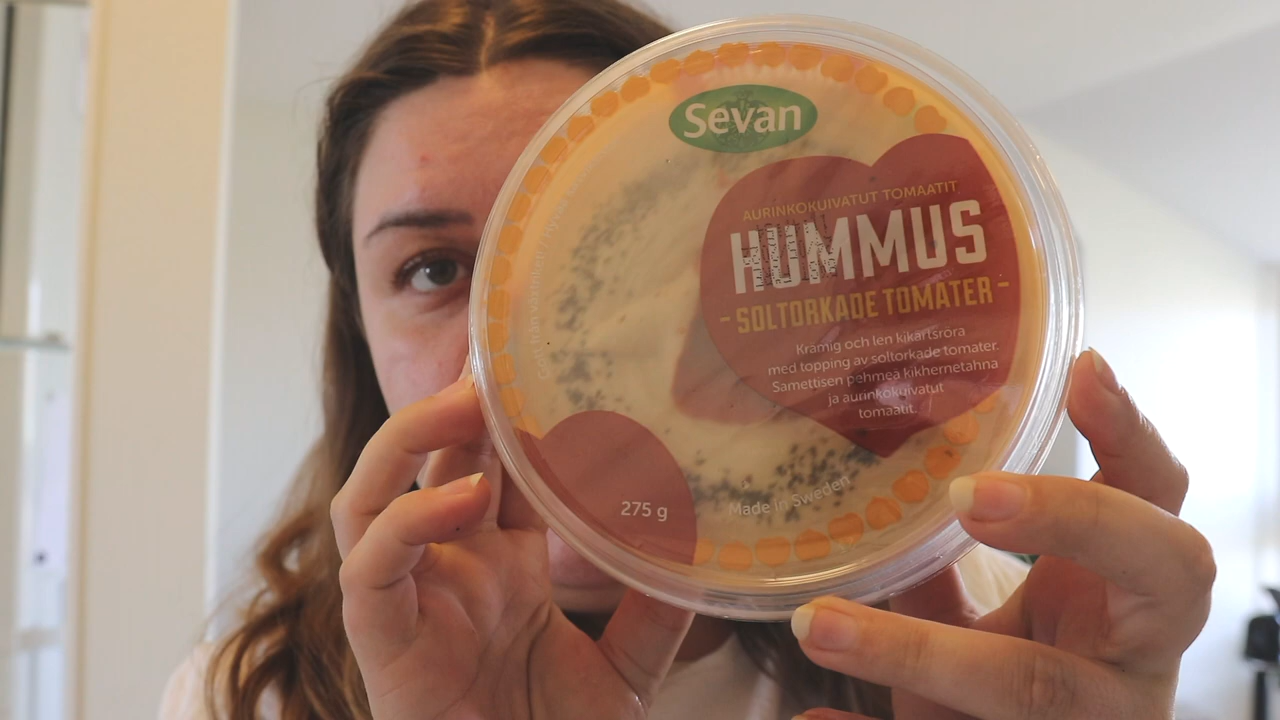 Sevan
AURINKOKUIVATUT TOMAATIT
HUMMUS
- SOLTORKADE TOMATER -
Krämig och len kikärtsröra
med topping av soltorkade tomater.
Samettisen pehmeä kikhernetahna
ja aurinkokuivatut
tomaatit.
275 g
Made in Sweden